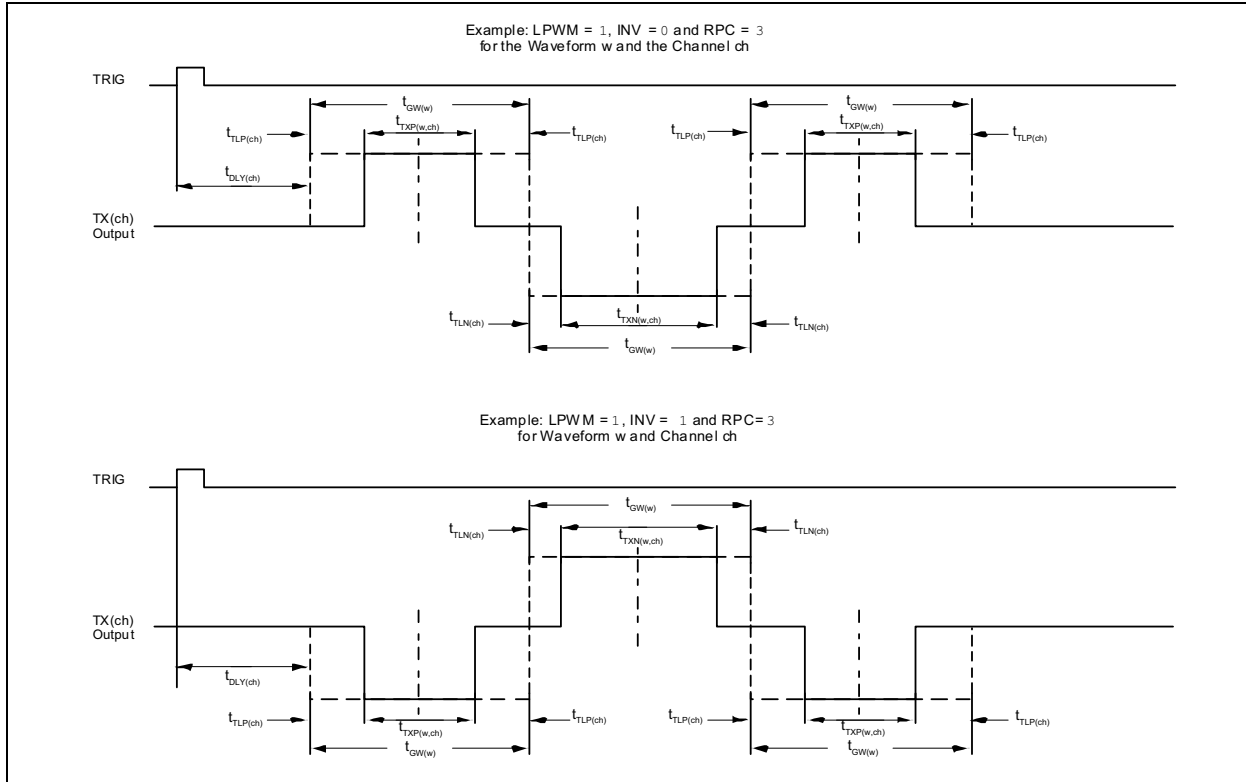 Example: LPWM = 1, INV = 0 and RPC = 3
for the Waveform w and the Channel ch
TRIG
tGW(w)
tGW(w)
tTLP(ch)
tTXP(w,ch)
tTLP(ch)
tTLP(ch)
tTXP(w,ch)
tTLP(ch)
tDLY(ch)
TX(ch)
Output
tTLN(ch)
tTXN(w,ch)
tTLN(ch)
tGW(w)
Example: LPWM = 1, INV = 1 and RPC= 3
for Waveform w and Channel ch
TRIG
tGW(w)
tTLN(ch)
tTXN(w,ch)
tTLN(ch)
TX(ch)
Output
tDLY(ch)
tTLP(ch)
tTXP(w,ch)
tTLP(ch)
tTLP(ch)
tTXP(w,ch)
tTLP(ch)
tGW(w)
tGW(w)